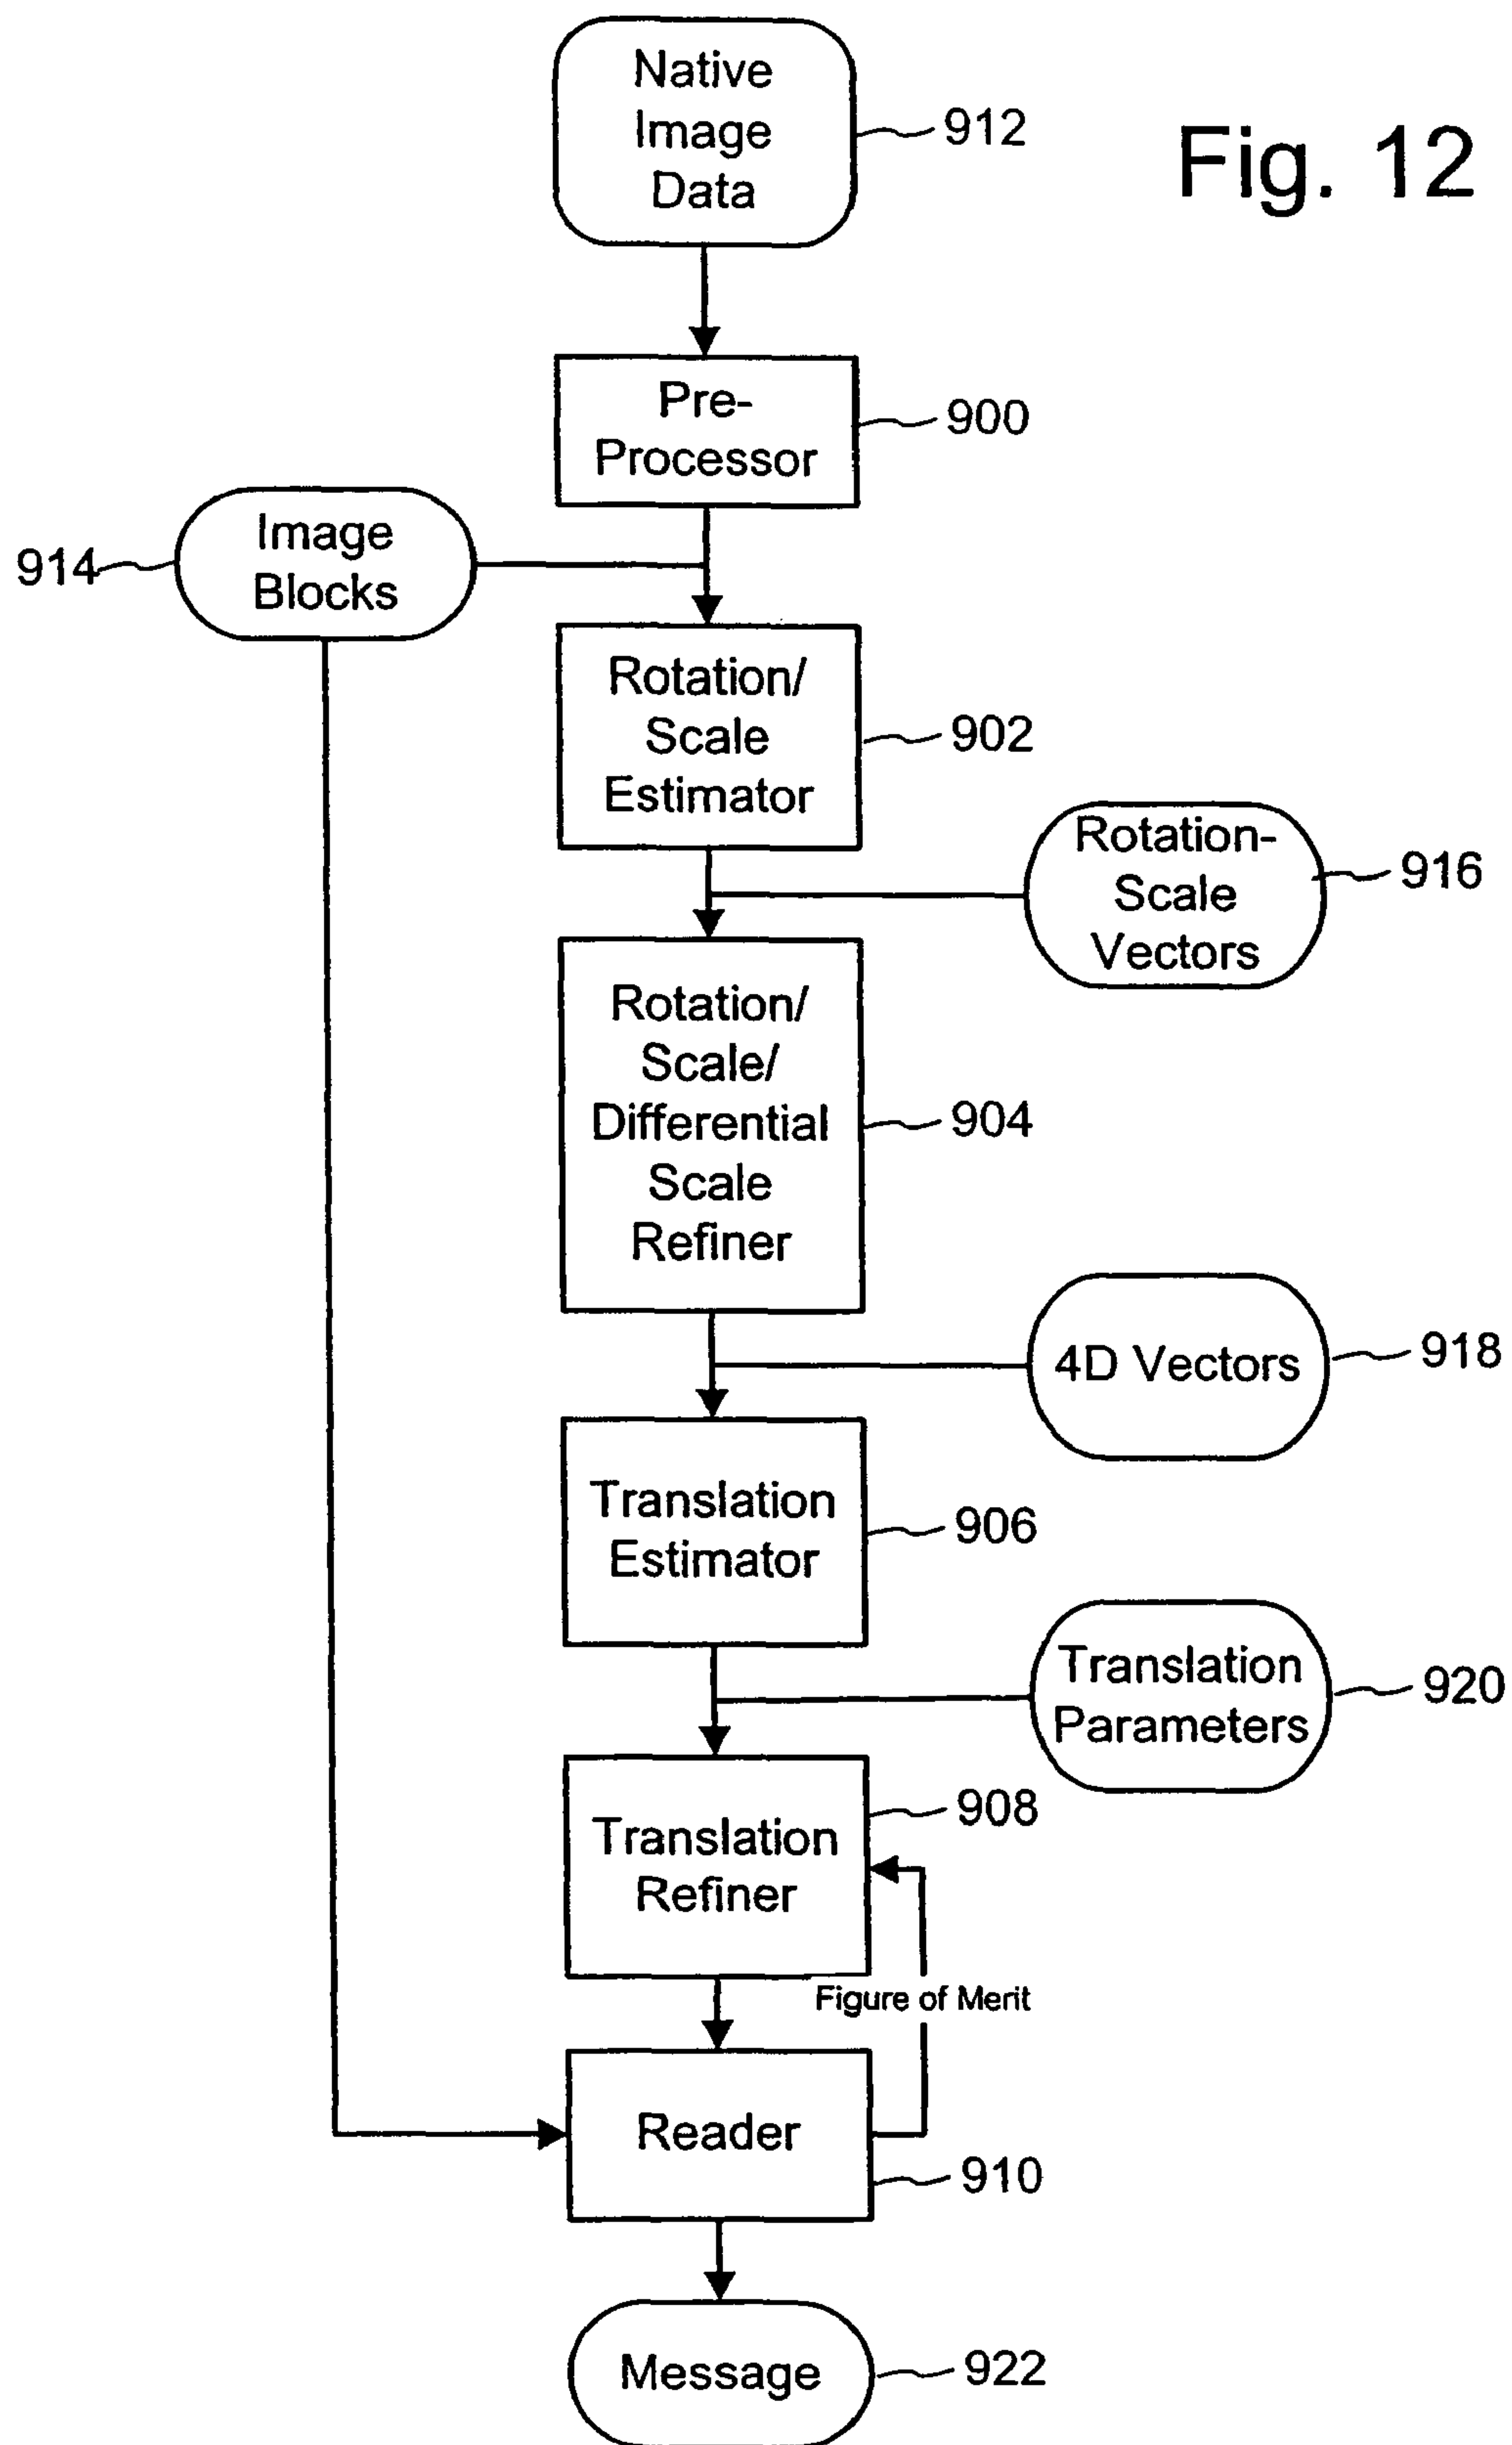 Native
Image
Data
912
Fig. 12
Pre-
Processor
900
Image
Blocks
914
Rotation/
Scale
Estimator
902
Rotation-
Scale
Vectors
916
Rotation/
Scale/
Differential
Scale
Refiner
904
4D Vectors
918
Translation
Estimator
906
Translation
Parameters
920
Translation
Refiner
908
Figure of Merit
Reader
910
Message
922